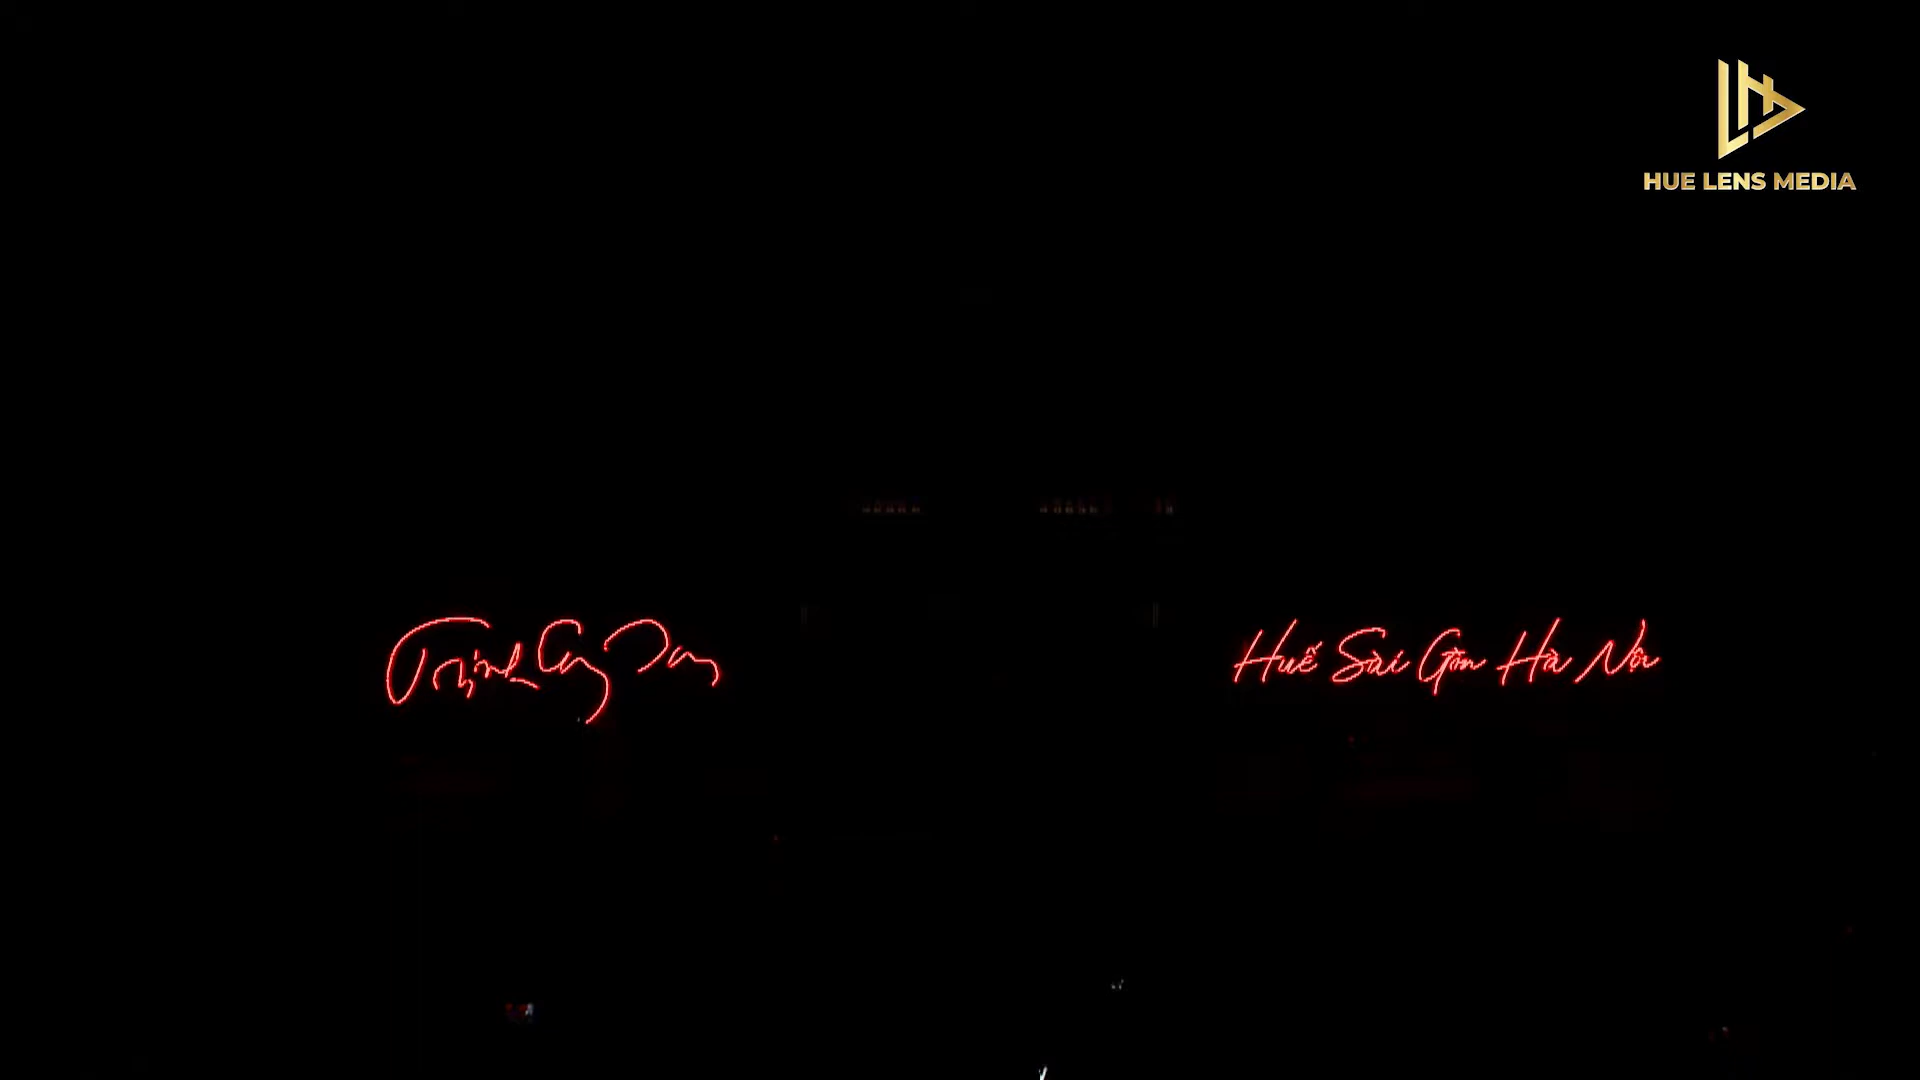 HUE LENS MEDIA
Trịnh Công Sơn
Huế Sài Gòn Hà Nội